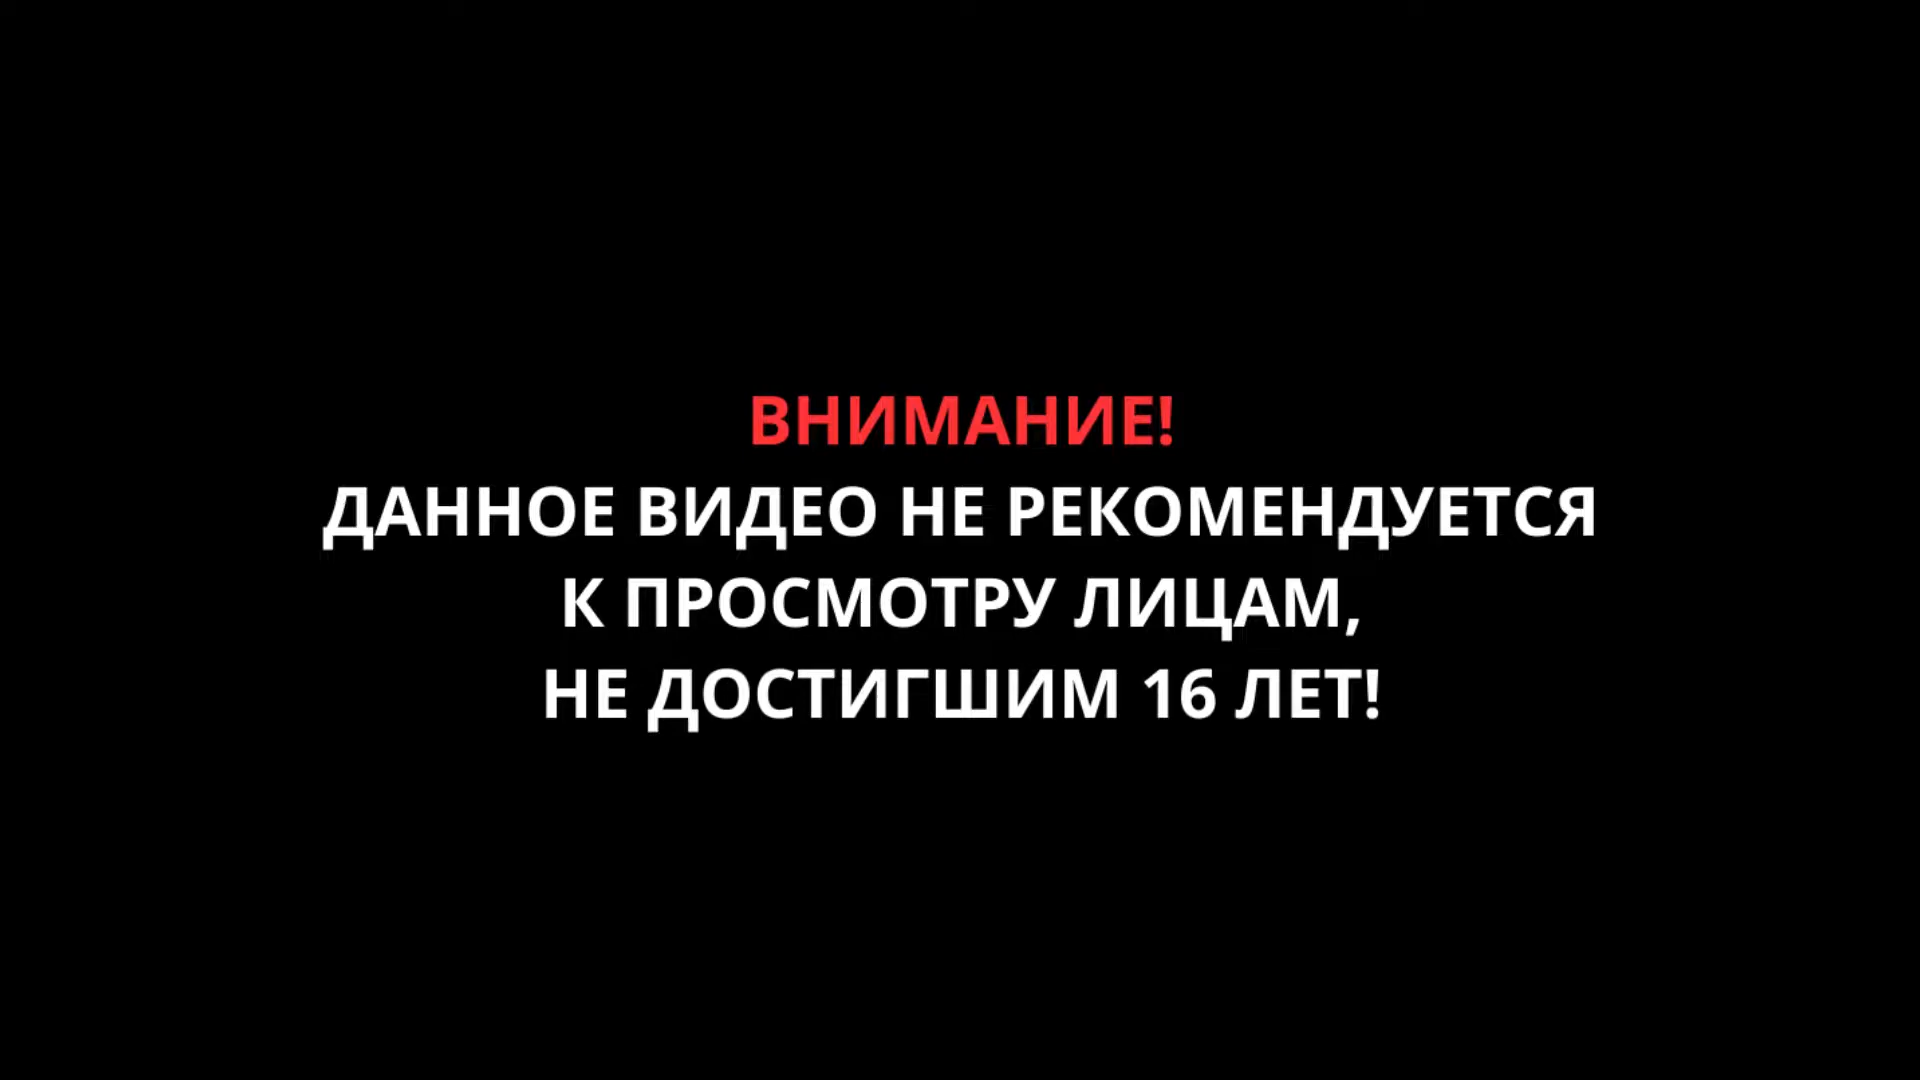 ВНИМАНИЕ!
ДАННОЕ ВИДЕО НЕ РЕКОМЕНДУЕТСЯ
К ПРОСМОТРУ ЛИЦАМ,
НЕ ДОСТИГШИМ 16 ЛЕТ!